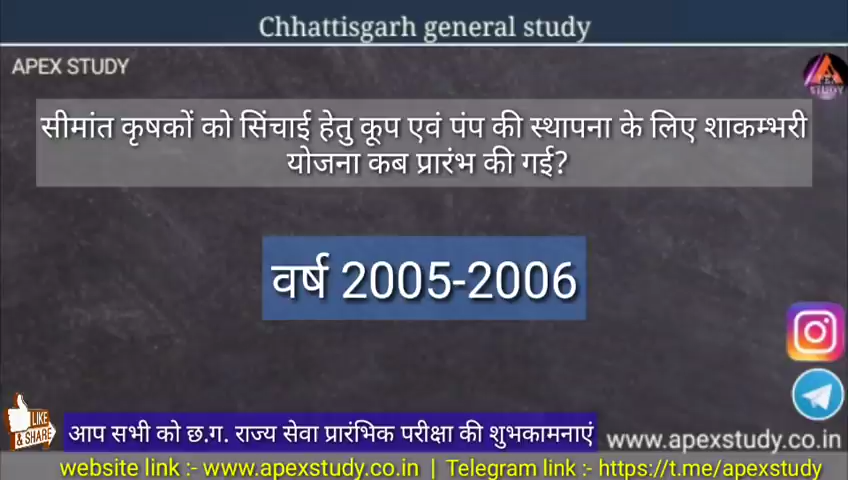 Chhattisgarh general study
APEX STUDY
APEX
STUDY
सीमांत कृषकों को सिंचाई हेतु कूप एवं पंप की स्थापना के लिए शाकम्भरी
योजना कब प्रारंभ की गई?
वर्ष 2005-2006
LIKE
& SHARE
आप सभी को छ.ग. राज्य सेवा प्रारंभिक परीक्षा की शुभकामनाएं
www.apexstudy.co.in
website link :- www.apexstudy.co.in | Telegram link :- https://t.me/apexstudy